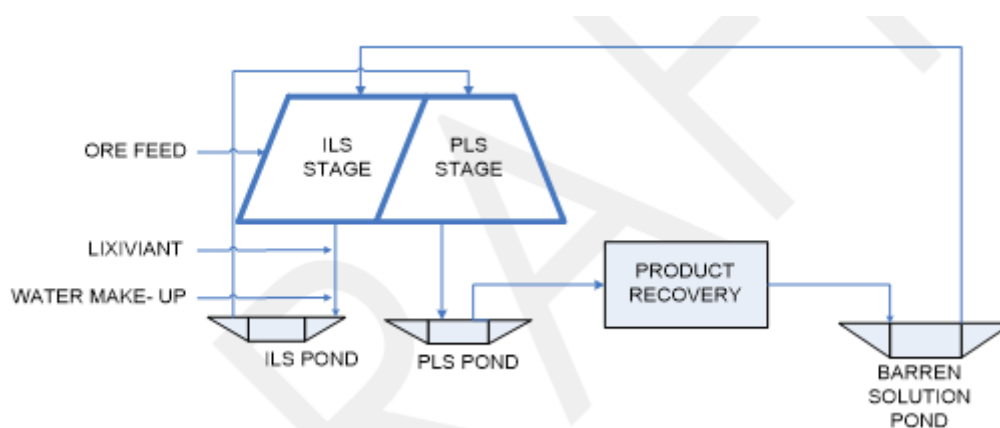 ORE FEED
ILS
STAGE
PLS
STAGE
LIXIVIANT
WATER MAKE- UP
PRODUCT
RECOVERY
ILS POND
PLS POND
BARREN
SOLUTION
POND